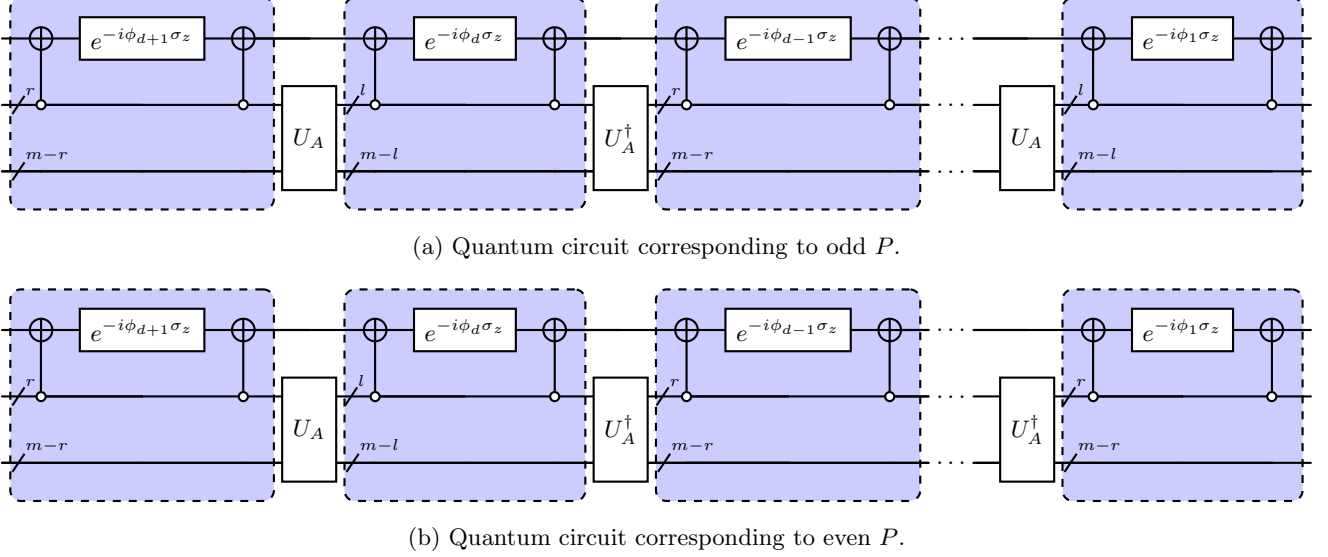 e^{-iϕ_{d+1}σ_z} e^{-iϕ_dσ_z} e^{-iϕ_{d-1}σ_z} ··· e^{-iϕ_1σ_z}
r l r ··· l
U_A U_A^† U_A
m−r m−l m−r ··· m−l
(a) Quantum circuit corresponding to odd P.
e^{-iϕ_{d+1}σ_z} e^{-iϕ_dσ_z} e^{-iϕ_{d-1}σ_z} ··· e^{-iϕ_1σ_z}
r l r ··· r
U_A U_A^† U_A^†
m−r m−l m−r ··· m−r
(b) Quantum circuit corresponding to even P.